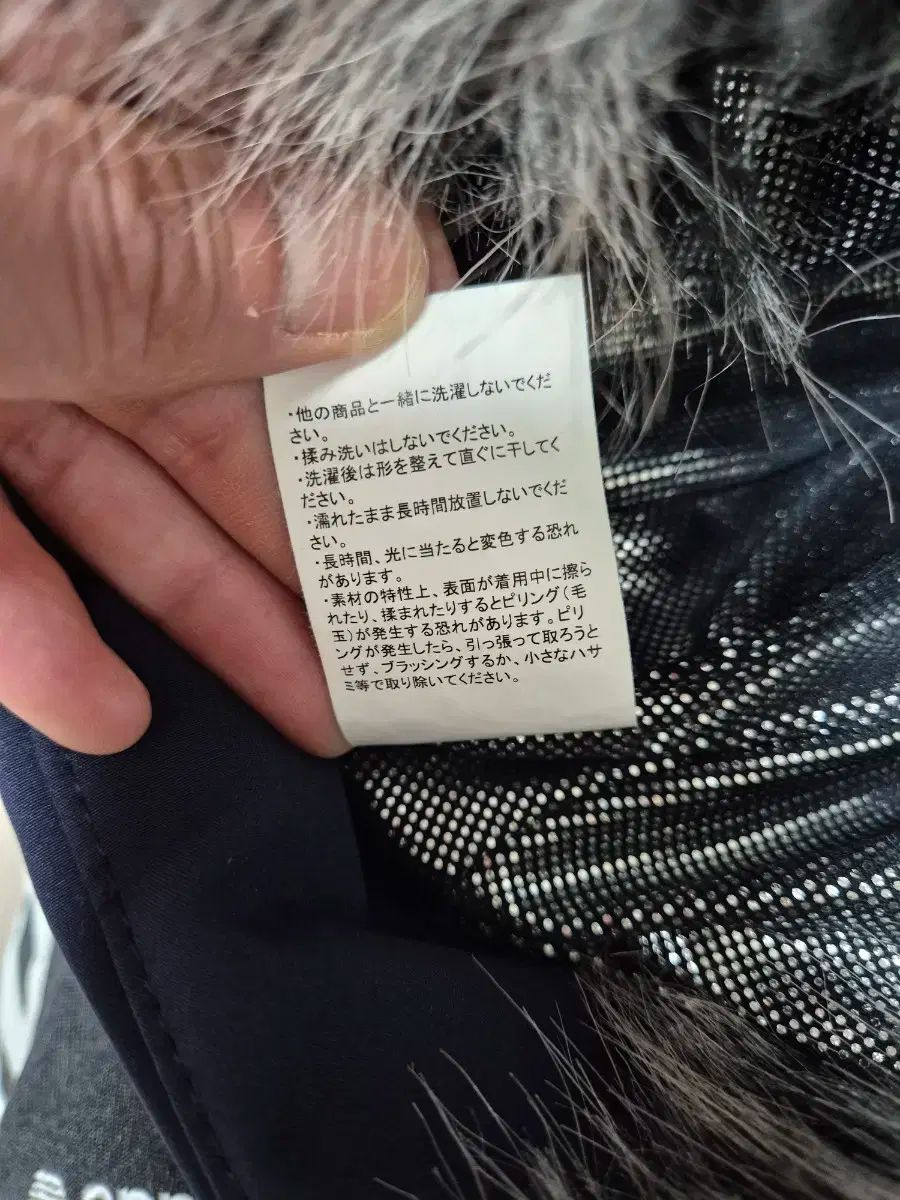 ・他の商品と一緒に洗濯しないでくだ
さい。
・揉み洗いはしないでください。
・洗濯後は形を整えて直ぐに干してく
ださい。
・濡れたまま長時間放置しないでくだ
さい。
・長時間、光に当たると変色する恐れ
があります。
・素材の特性上、表面が着用中に擦ら
れたり、揉まれたりするとピリング(毛
玉)が発生する恐れがあります。ピリ
ングが発生したら、引っ張って取ろうと
せず、ブラッシングするか、小さなハサ
ミ等で取り除いてください。